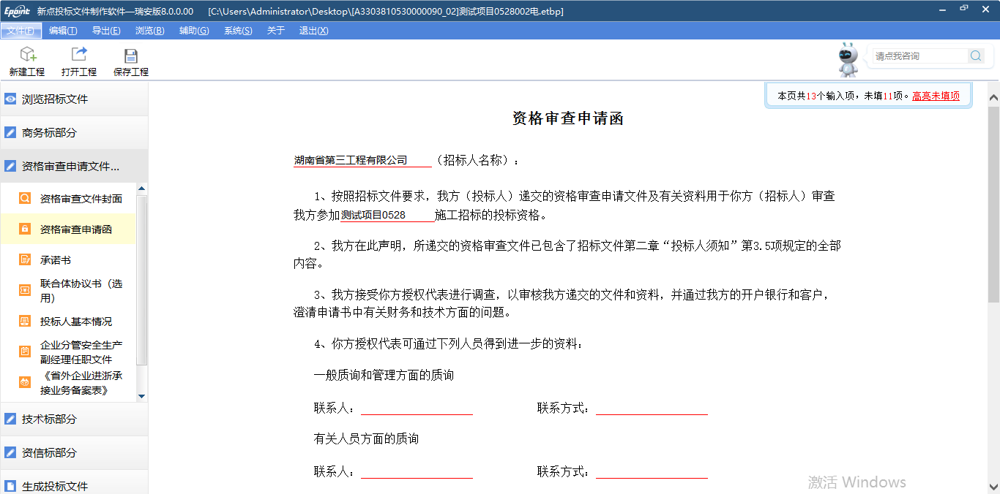 Epoint 新点投标文件制作软件—瑞安版8.0.0.00 [C:\Users\Administrator\Desktop\[A3303810530000090_02]测试项目0528002电.etbp]
文件(F) 编辑(T) 导出(E) 浏览(B) 辅助(G) 系统(S) 关于 退出(X)
新建工程 打开工程 保存工程
请点我咨询
浏览招标文件
商务标部分
资格审查申请文件...
资格审查文件封面
资格审查申请函
承诺书
联合体协议书（选
用）
投标人基本情况
企业分管安全生产
副经理任职文件
《省外企业进浙承
接业务备案表》
技术标部分
资信标部分
生成投标文件
本页共13个输入项，未填11项。高亮未填项
资格审查申请函
湖南省第三工程有限公司 （招标人名称）：
1、按照招标文件要求，我方（投标人）递交的资格审查申请文件及有关资料用于你方（招标人）审查
我方参加测试项目0528 施工招标的投标资格。
2、我方在此声明，所递交的资格审查文件已包含了招标文件第二章“投标人须知”第3.5项规定的全部
内容。
3、我方接受你方授权代表进行调查，以审核我方递交的文件和资料，并通过我方的开户银行和客户，
澄清申请书中有关财务和技术方面的问题。
4、你方授权代表可通过下列人员得到进一步的资料：
一般质询和管理方面的质询
联系人： 联系方式：
有关人员方面的质询
联系人： 联系方式：
激活 Windows